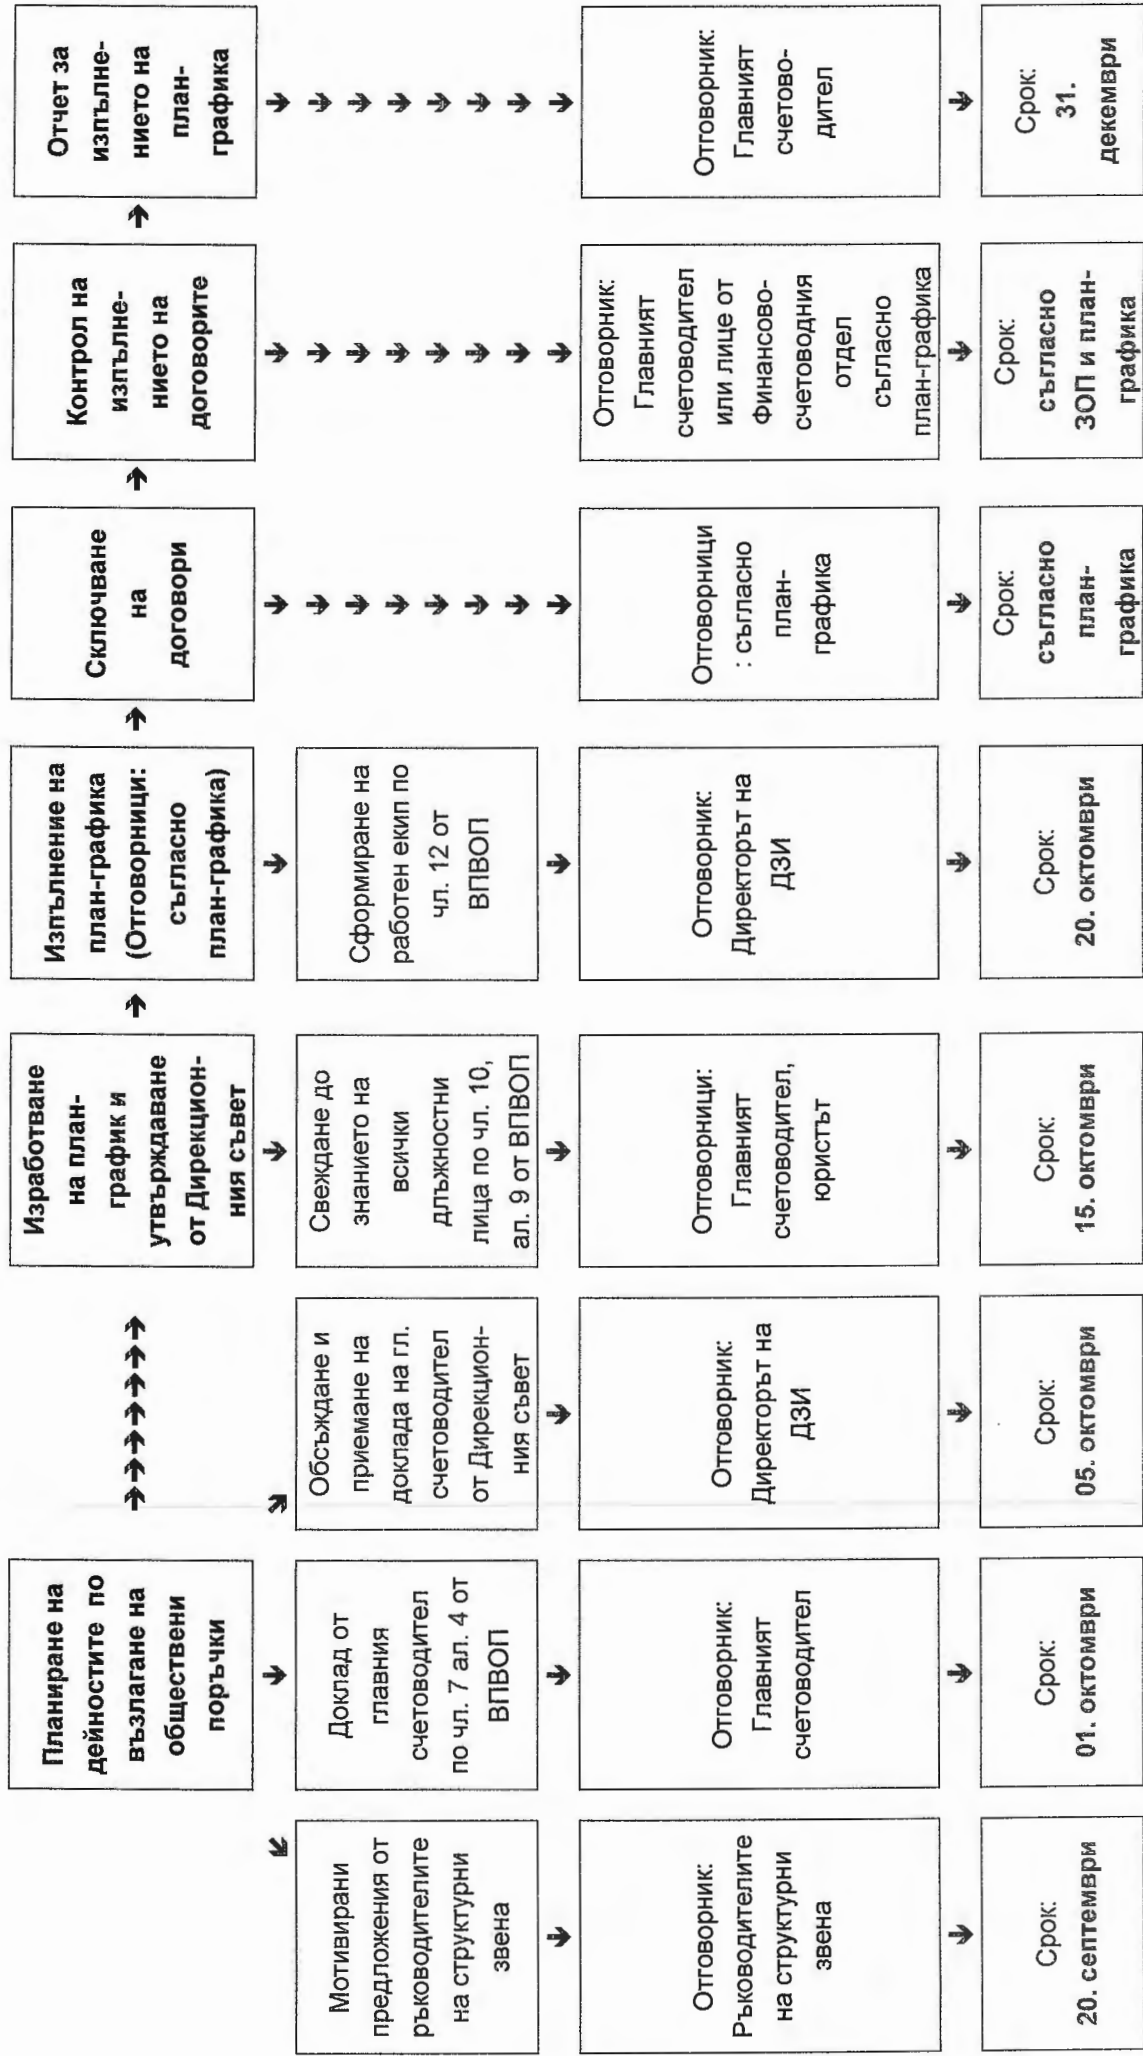 Планиране на
дейностите по
възлагане на
обществени
поръчки
Изработване
на план-
график и
утвърждаване
от Дирекцион-
ния съвет
Изпълнение на
план-графика
(Отговорници:
съгласно
план-графика)
Сключване
на
договори
Контрол на
изпълне-
нието на
договорите
Отчет за
изпълне-
нието на
план-
графика
Мотивирани
предложения от
ръководителите
на структурни
звена
Доклад от
главния
счетоводител
по чл. 7 ал. 4 от
ВПВОП
Обсъждане и
приемане на
доклада на гл.
счетоводител
от Дирекцион-
ния съвет
Свеждане до
знанието на
всички
длъжностни
лица по чл. 10,
ал. 9 от ВПВОП
Сформиране на
работен екип по
чл. 12 от
ВПВОП
Отговорник:
Ръководителите
на структурни
звена
Отговорник:
Главният
счетоводител
Отговорник:
Директорът на
ДЗИ
Отговорници:
Главният
счетоводител,
юристът
Отговорник:
Директорът на
ДЗИ
Отговорници
: съгласно
план-
графика
Отговорник:
Главният
счетоводител
или лице от
финансово-
счетоводния
отдел
съгласно
план-графика
Отговорник:
Главният
счетово-
дител
Срок:
20. септември
Срок:
01. октомври
Срок:
05. октомври
Срок:
15. октомври
Срок:
20. октомври
Срок:
съгласно
план-
графика
Срок:
съгласно
ЗОП и план-
графика
Срок:
31.
декември